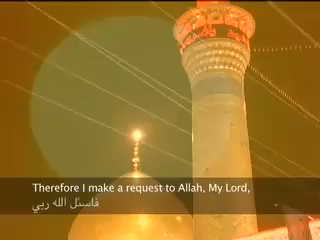 Therefore I make a request to Allah, My Lord,
فاسئل الله ربي